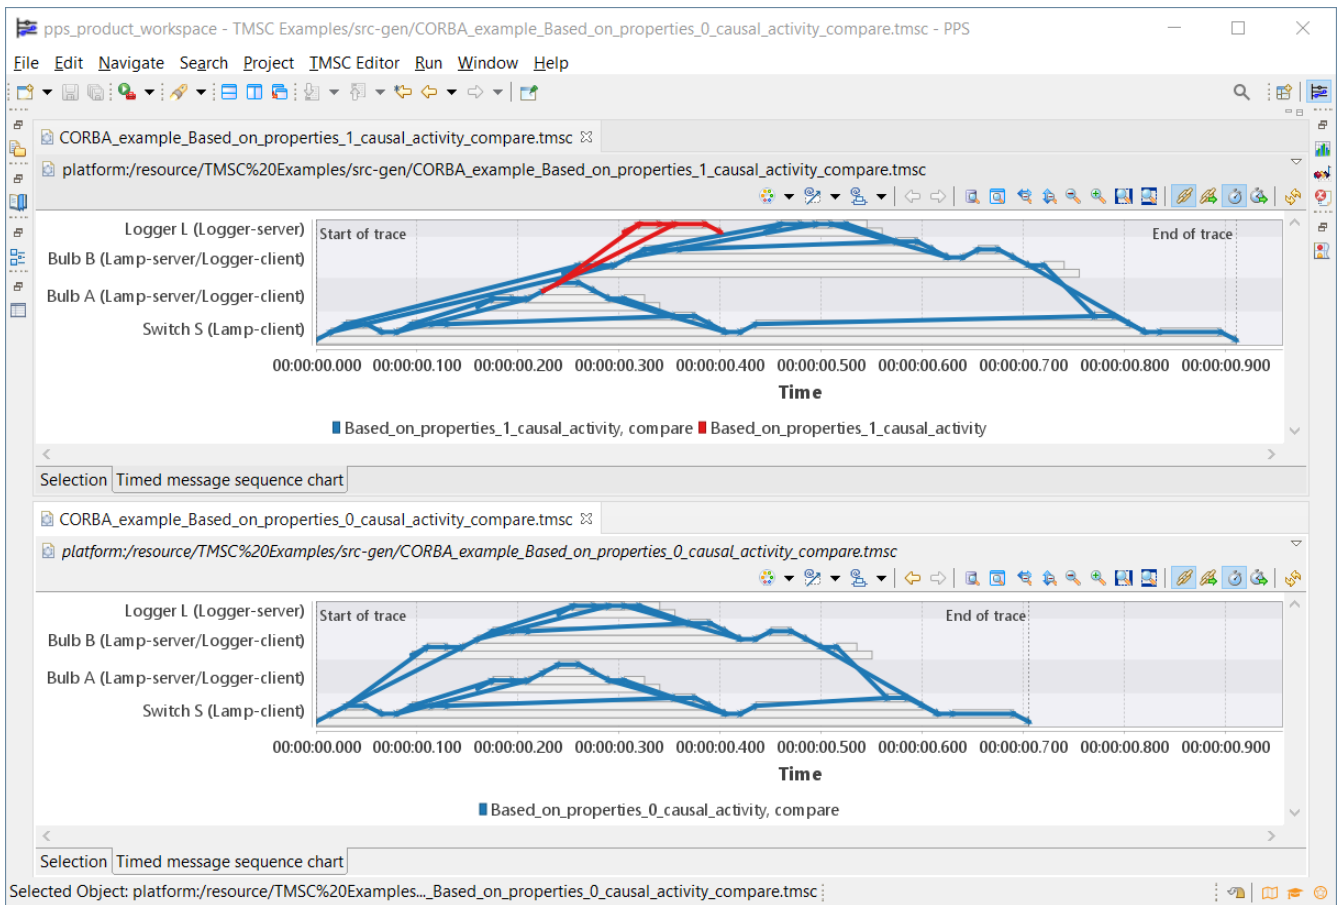 pps_product_workspace - TMSC Examples/src-gen/CORBA_example_Based_on_properties_0_causal_activity_compare.tmsc - PPS
File Edit Navigate Search Project TMSC Editor Run Window Help
CORBA_example_Based_on_properties_1_causal_activity_compare.tmsc
platform:/resource/TMSC%20Examples/src-gen/CORBA_example_Based_on_properties_1_causal_activity_compare.tmsc
Logger L (Logger-server)
Start of trace
End of trace
Bulb B (Lamp-server/Logger-client)
Bulb A (Lamp-server/Logger-client)
Switch S (Lamp-client)
00:00:00.000 00:00:00.100 00:00:00.200 00:00:00.300 00:00:00.400 00:00:00.500 00:00:00.600 00:00:00.700 00:00:00.800 00:00:00.900
Time
Based_on_properties_1_causal_activity, compare Based_on_properties_1_causal_activity
Selection Timed message sequence chart
CORBA_example_Based_on_properties_0_causal_activity_compare.tmsc
platform:/resource/TMSC%20Examples/src-gen/CORBA_example_Based_on_properties_0_causal_activity_compare.tmsc
Logger L (Logger-server)
Start of trace
End of trace
Bulb B (Lamp-server/Logger-client)
Bulb A (Lamp-server/Logger-client)
Switch S (Lamp-client)
00:00:00.000 00:00:00.100 00:00:00.200 00:00:00.300 00:00:00.400 00:00:00.500 00:00:00.600 00:00:00.700 00:00:00.800 00:00:00.900
Time
Based_on_properties_0_causal_activity, compare
Selection Timed message sequence chart
Selected Object: platform:/resource/TMSC%20Examples..._Based_on_properties_0_causal_activity_compare.tmsc